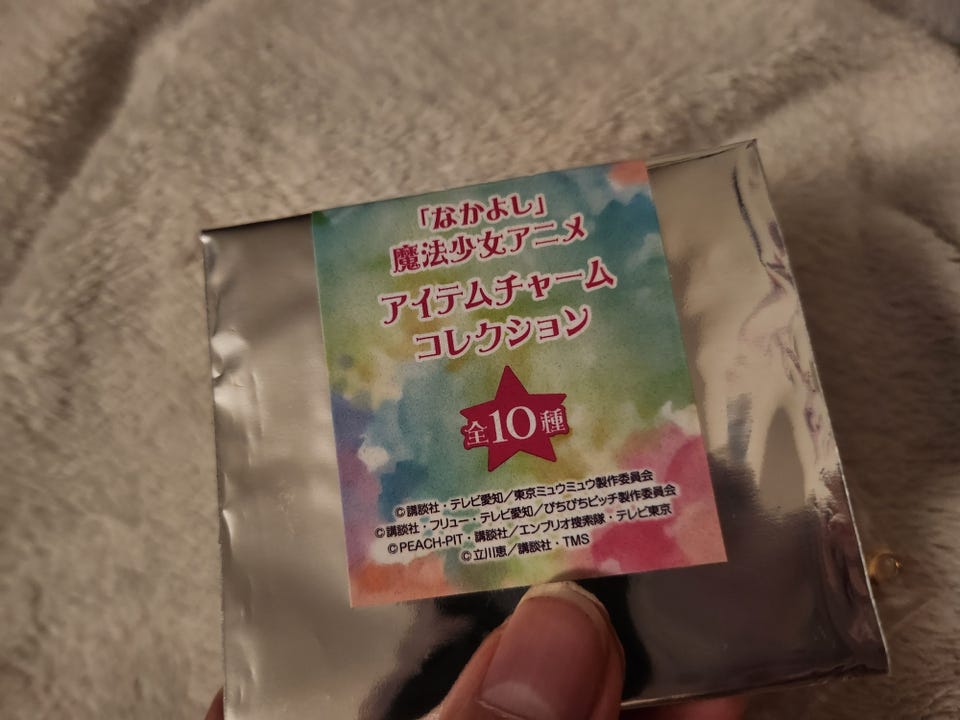 「なかよし」
魔法少女アニメ
アイテムチャーム
コレクション
全10種
©講談社・テレビ愛知／東京ミュウミュウ製作委員会
©講談社・フリュー・テレビ愛知／ぴちぴちピッチ製作委員会
©PEACH-PIT・講談社／エンブリオ捜索隊・テレビ東京
©立川恵／講談社・TMS